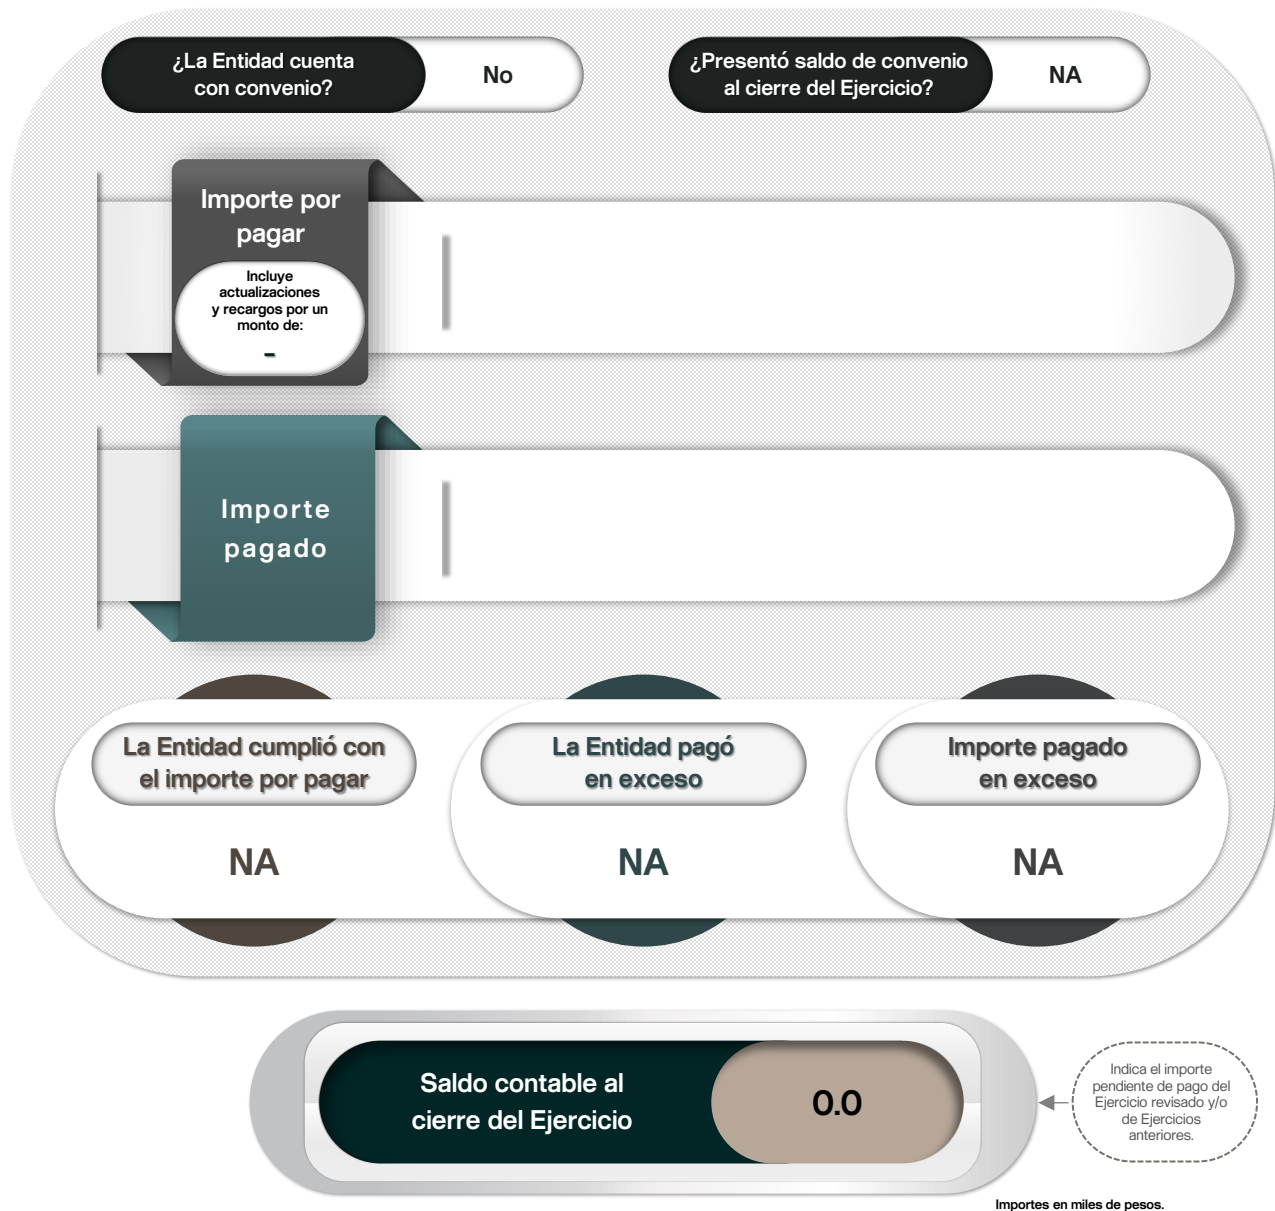 ¿La Entidad cuenta
con convenio?
No
¿Presentó saldo de convenio
al cierre del Ejercicio?
NA
Importe por
pagar
Incluye
actualizaciones
y recargos por un
monto de:
-
Importe
pagado
La Entidad cumplió con
el importe por pagar
NA
La Entidad pagó
en exceso
NA
Importe pagado
en exceso
NA
Saldo contable al
cierre del Ejercicio
0.0
Indica el importe
pendiente de pago del
Ejercicio revisado y/o
de Ejercicios
anteriores.
Importes en miles de pesos.